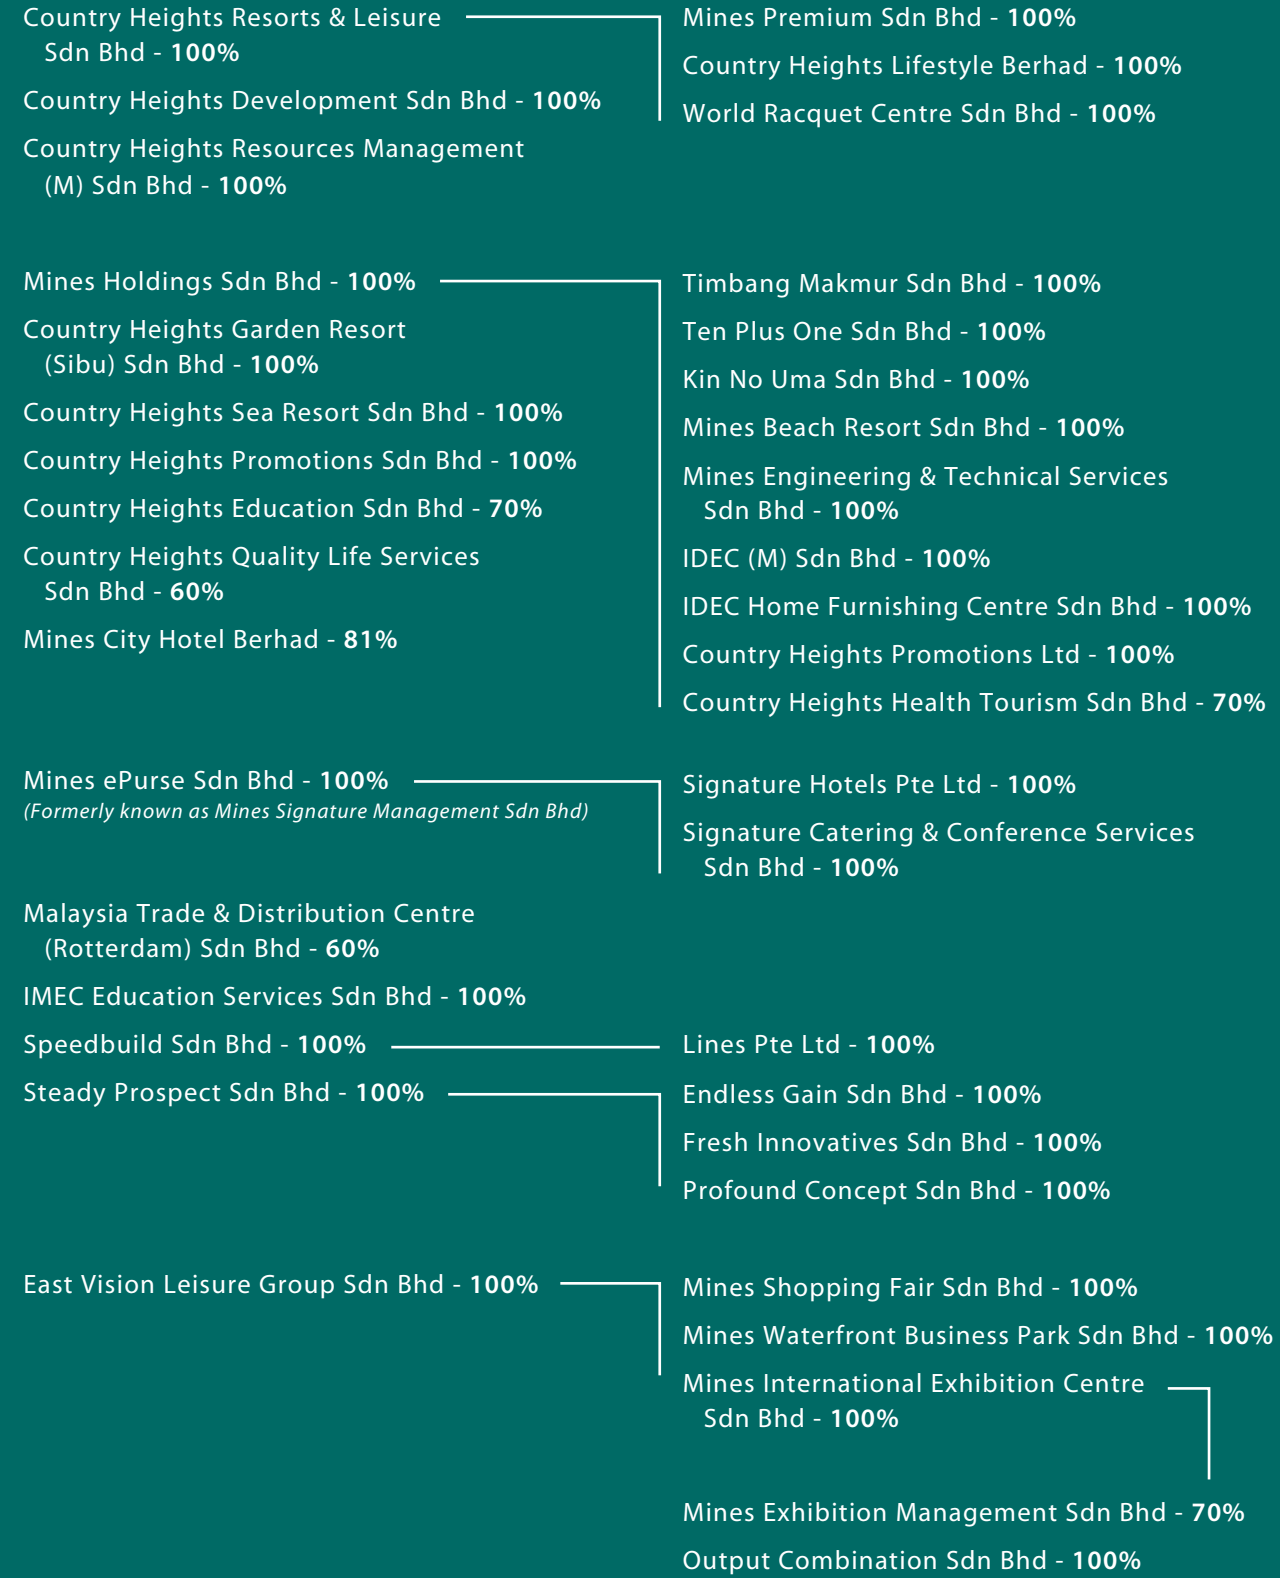 Country Heights Resorts & Leisure
Sdn Bhd - 100%
Country Heights Development Sdn Bhd - 100%
Country Heights Resources Management
(M) Sdn Bhd - 100%
Mines Premium Sdn Bhd - 100%
Country Heights Lifestyle Berhad - 100%
World Racquet Centre Sdn Bhd - 100%
Mines Holdings Sdn Bhd - 100%
Country Heights Garden Resort
(Sibu) Sdn Bhd - 100%
Country Heights Sea Resort Sdn Bhd - 100%
Country Heights Promotions Sdn Bhd - 100%
Country Heights Education Sdn Bhd - 70%
Country Heights Quality Life Services
Sdn Bhd - 60%
Mines City Hotel Berhad - 81%
Timbang Makmur Sdn Bhd - 100%
Ten Plus One Sdn Bhd - 100%
Kin No Uma Sdn Bhd - 100%
Mines Beach Resort Sdn Bhd - 100%
Mines Engineering & Technical Services
Sdn Bhd - 100%
IDEC (M) Sdn Bhd - 100%
IDEC Home Furnishing Centre Sdn Bhd - 100%
Country Heights Promotions Ltd - 100%
Country Heights Health Tourism Sdn Bhd - 70%
Mines ePurse Sdn Bhd - 100%
(Formerly known as Mines Signature Management Sdn Bhd)
Signature Hotels Pte Ltd - 100%
Signature Catering & Conference Services
Sdn Bhd - 100%
Malaysia Trade & Distribution Centre
(Rotterdam) Sdn Bhd - 60%
IMEC Education Services Sdn Bhd - 100%
Speedbuild Sdn Bhd - 100%
Lines Pte Ltd - 100%
Steady Prospect Sdn Bhd - 100%
Endless Gain Sdn Bhd - 100%
Fresh Innovatives Sdn Bhd - 100%
Profound Concept Sdn Bhd - 100%
East Vision Leisure Group Sdn Bhd - 100%
Mines Shopping Fair Sdn Bhd - 100%
Mines Waterfront Business Park Sdn Bhd - 100%
Mines International Exhibition Centre
Sdn Bhd - 100%
Mines Exhibition Management Sdn Bhd - 70%
Output Combination Sdn Bhd - 100%